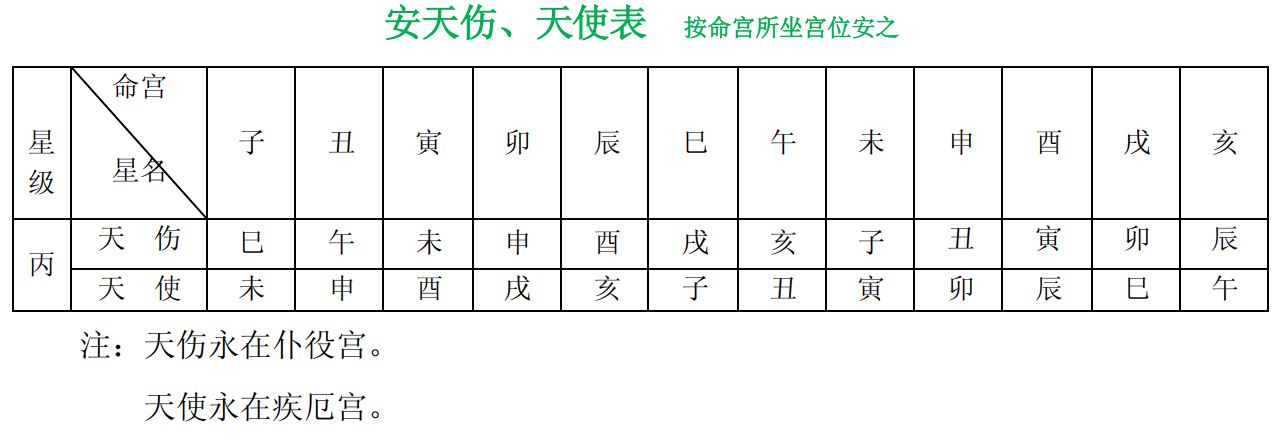 安天伤、天使表 按命宫所坐宫位安之
星级 命宫 星名 子 丑 寅 卯 辰 巳 午 未 申 酉 戌 亥
丙 天 伤 巳 午 未 申 酉 戌 亥 子 丑 寅 卯 辰
天 使 未 申 酉 戌 亥 子 丑 寅 卯 辰 巳 午
注：天伤永在仆役宫。
天使永在疾厄宫。